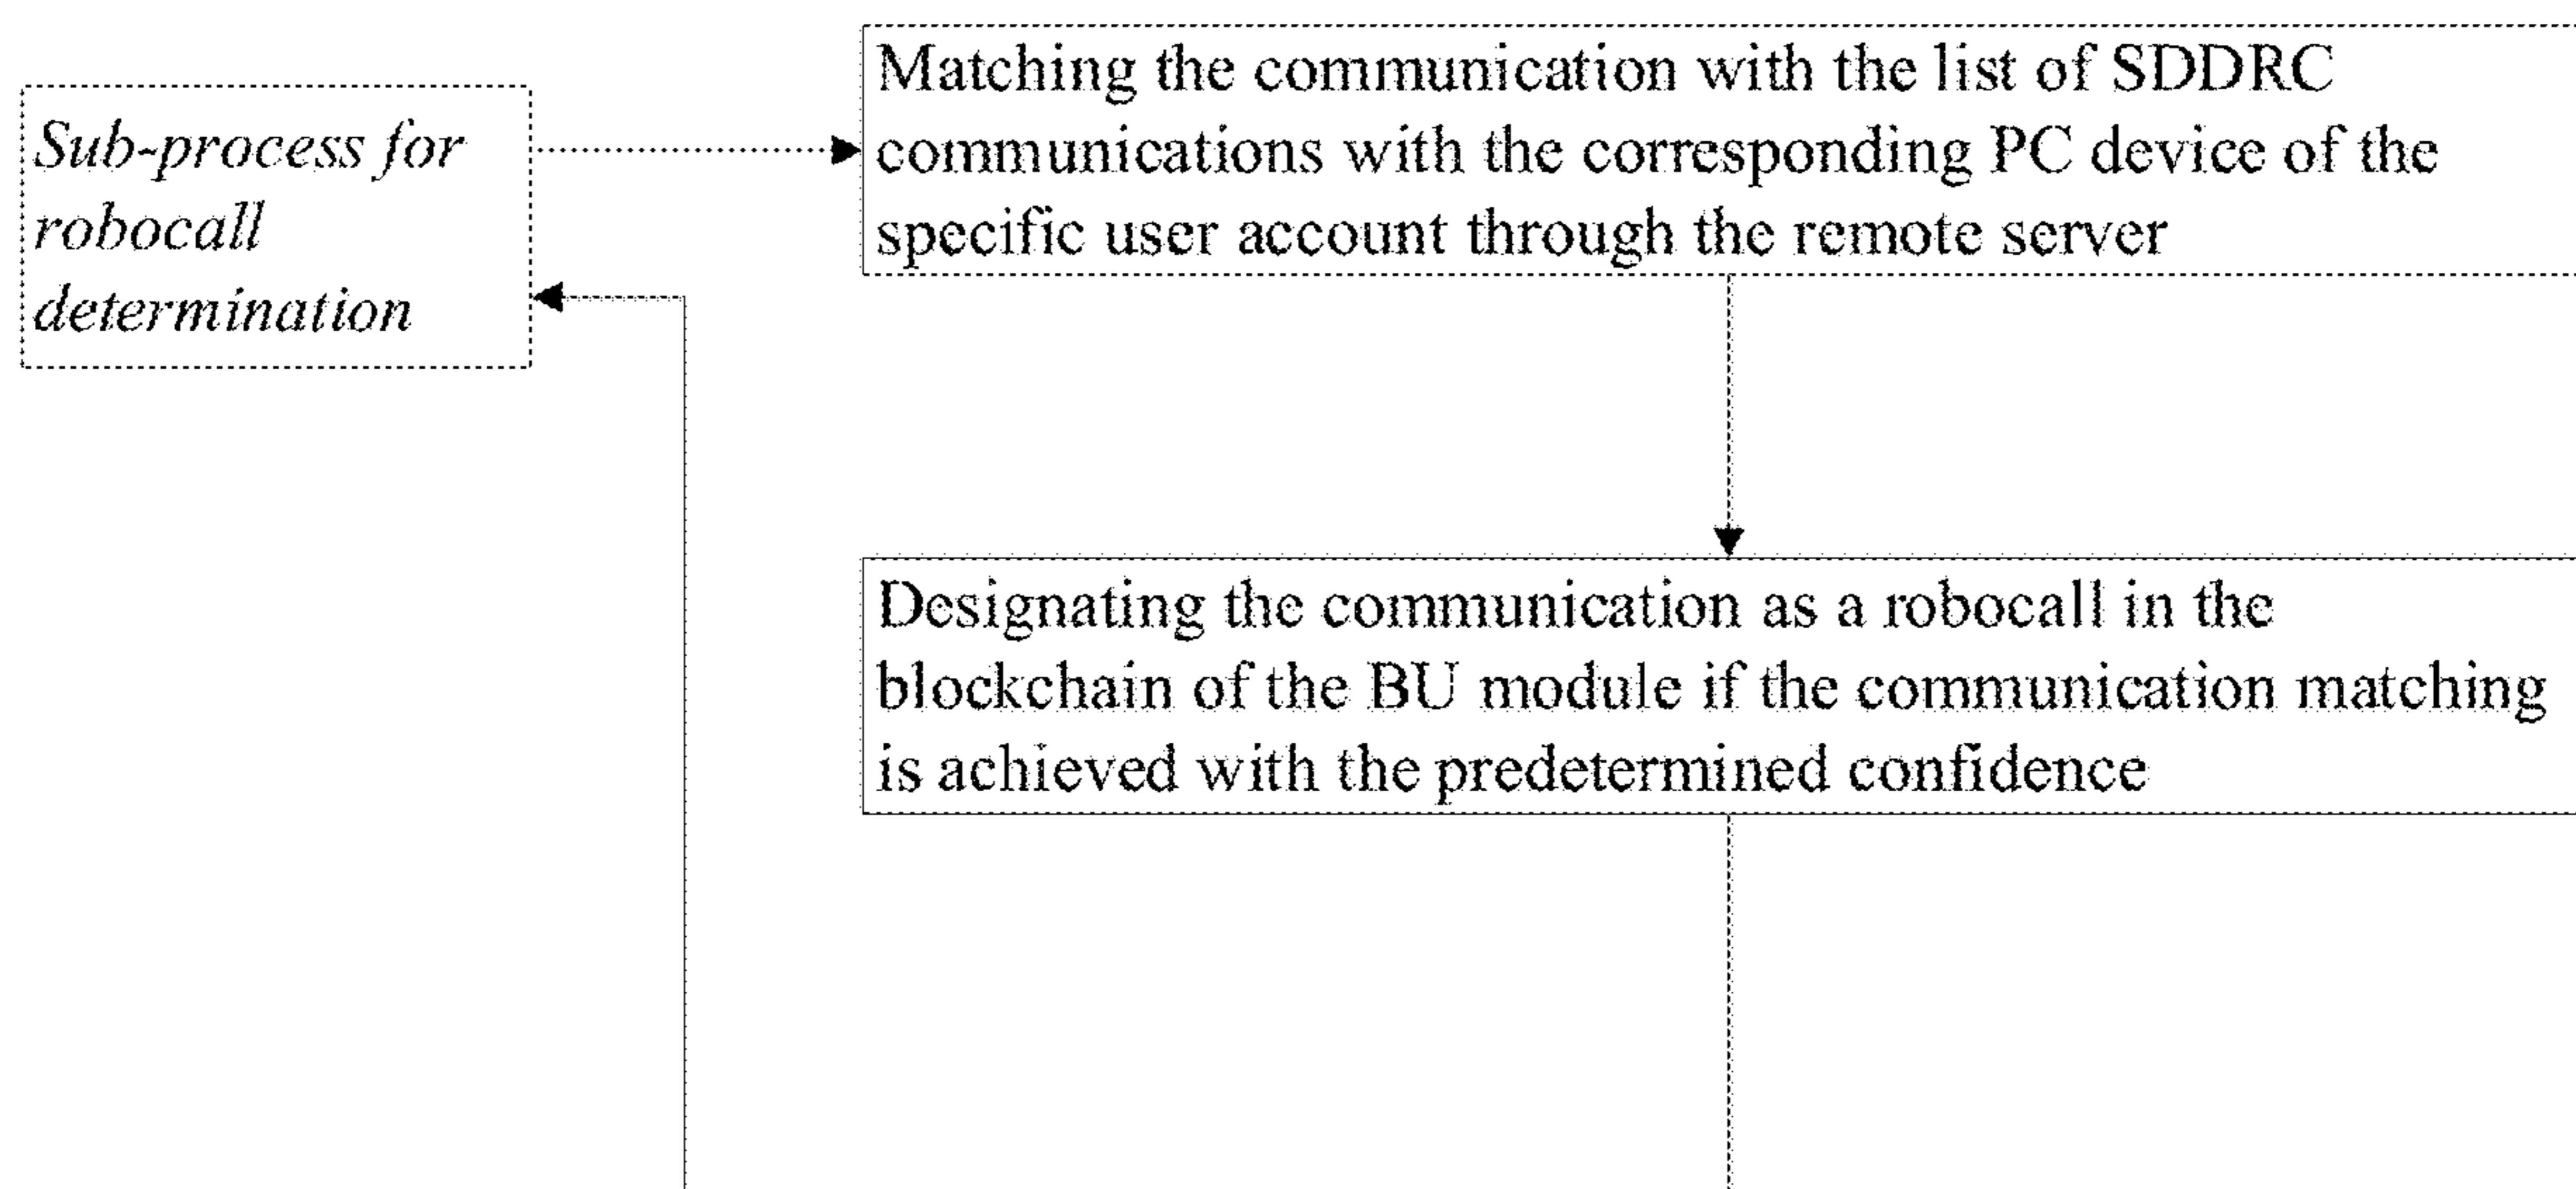 Sub-process for
robocall
determination
Matching the communication with the list of SDDRC
communications with the corresponding PC device of the
specific user account through the remote server
Designating the communication as a robocall in the
blockchain of the BU module if the communication matching
is achieved with the predetermined confidence